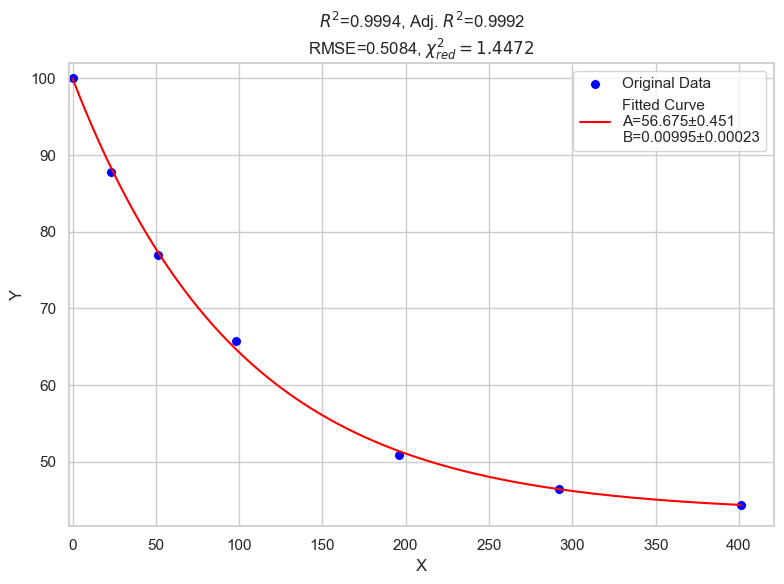 R²=0.9994, Adj. R²=0.9992
RMSE=0.5084, χ²red = 1.4472
Original Data
Fitted Curve
A=56.675±0.451
B=0.00995±0.00023
100
90
80
70
60
50
Y
0 50 100 150 200 250 300 350 400
X